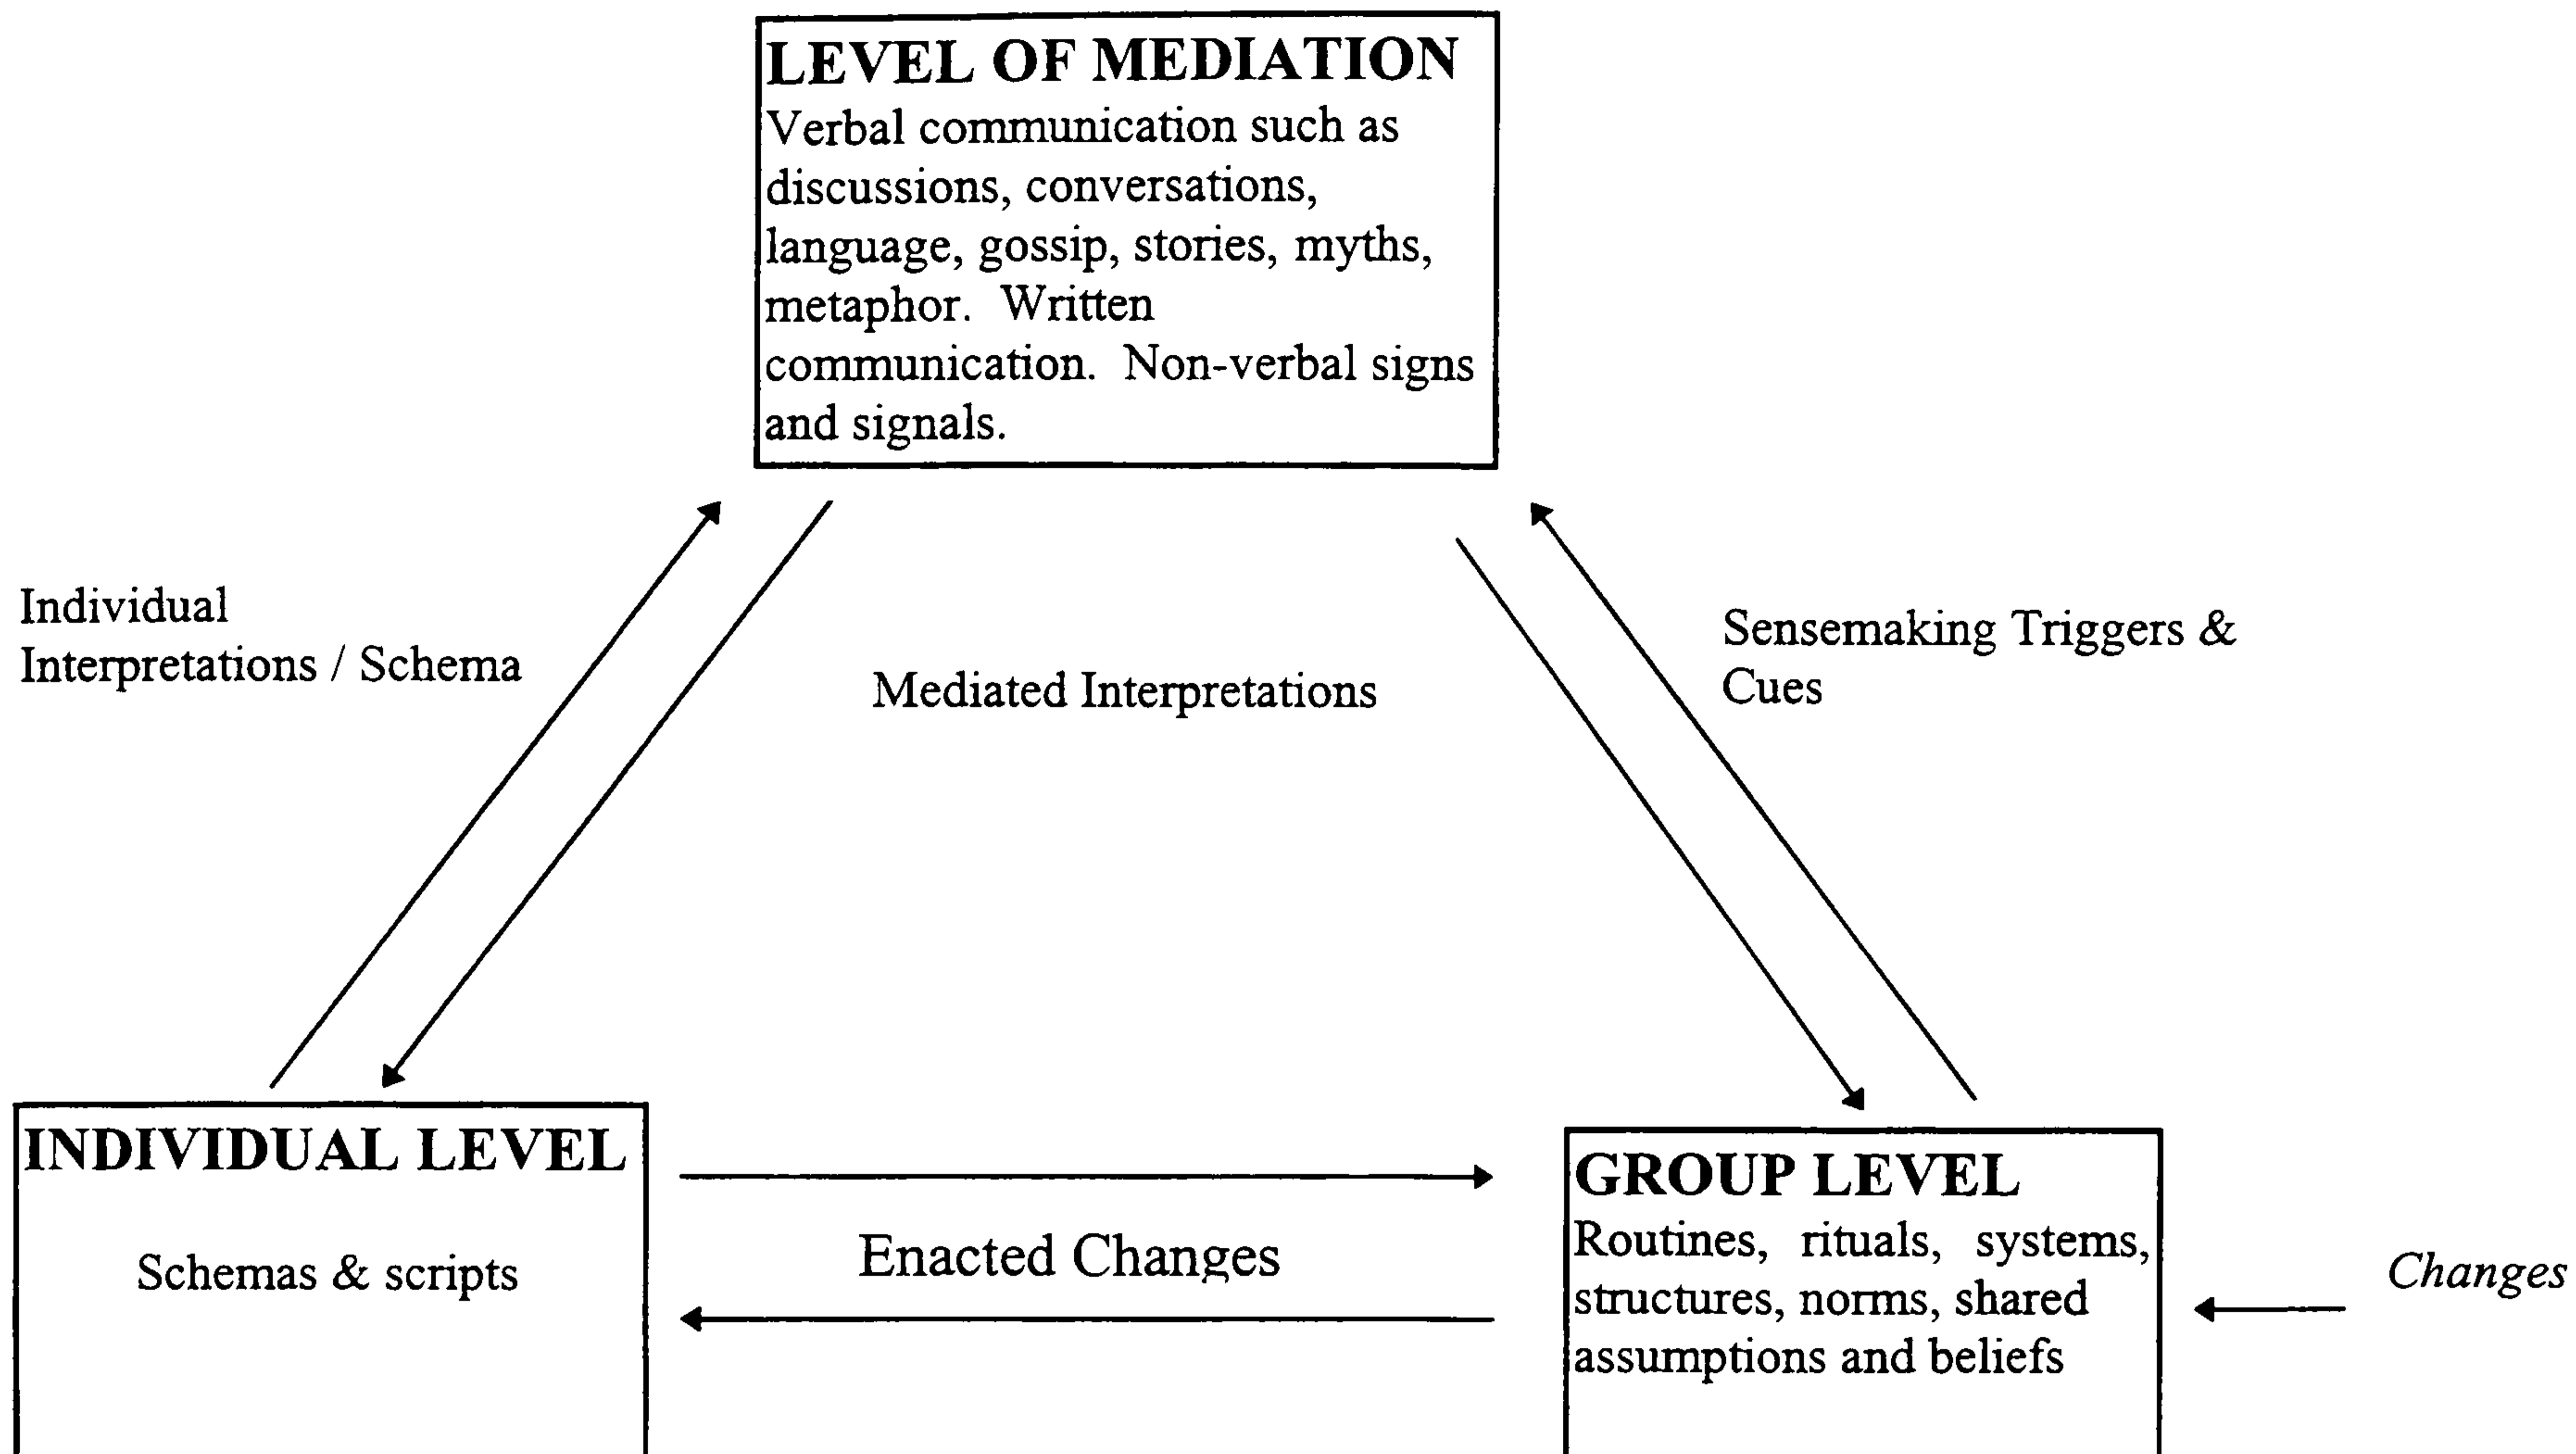 LEVEL OF MEDIATION
Verbal communication such as
discussions, conversations,
language, gossip, stories, myths,
metaphor.  Written
communication.  Non-verbal signs
and signals.
Individual
Interpretations / Schema
Mediated Interpretations
Sensemaking Triggers &
Cues
INDIVIDUAL LEVEL
Schemas & scripts
Enacted Changes
GROUP LEVEL
Routines, rituals, systems,
structures, norms, shared
assumptions and beliefs
Changes